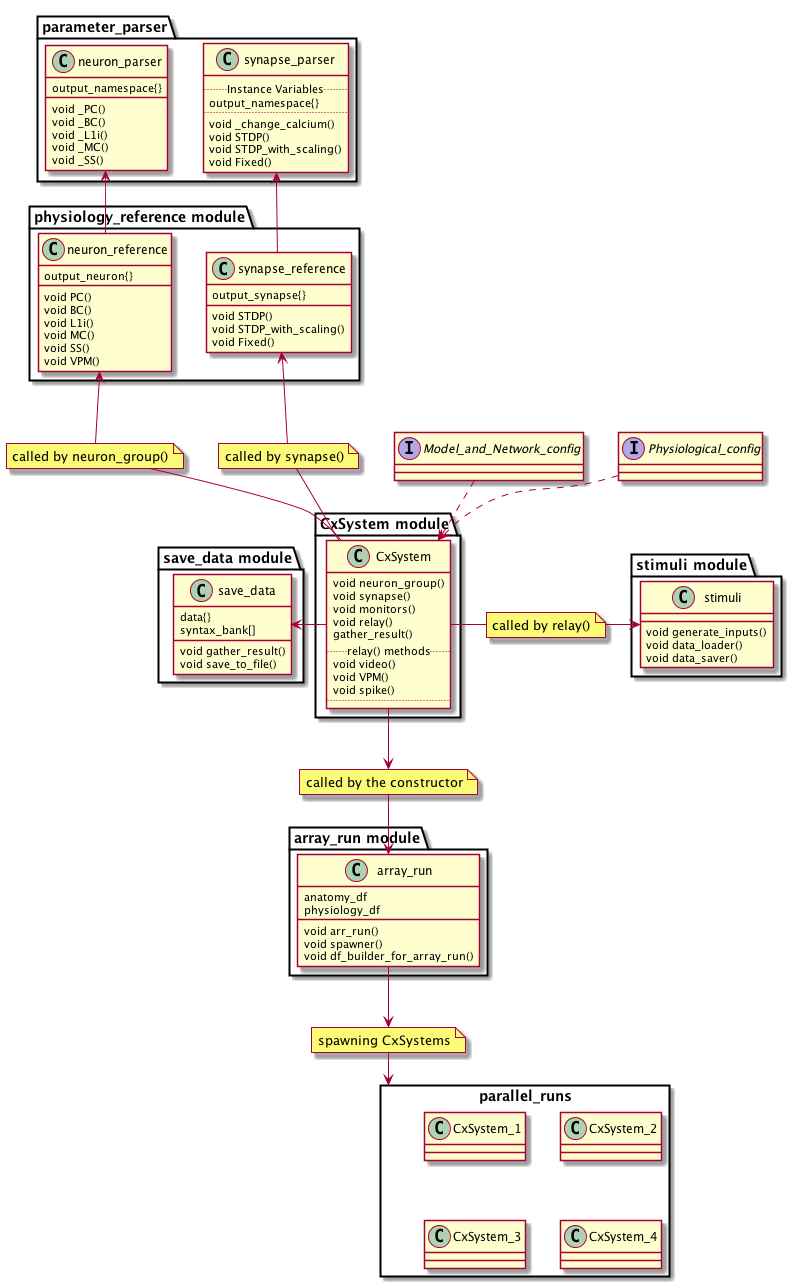 parameter_parser
C neuron_parser
output_namespace{}
void _PC()
void _BC()
void _L1i()
void _MC()
void _SS()
C synapse_parser
Instance Variables
output_namespace{}
void _change_calcium()
void STDP()
void STDP_with_scaling()
void Fixed()
physiology_reference module
C neuron_reference
output_neuron{}
void PC()
void BC()
void L1i()
void MC()
void SS()
void VPM()
C synapse_reference
output_synapse{}
void STDP()
void STDP_with_scaling()
void Fixed()
called by neuron_group()
called by synapse()
I Model_and_Network_config
I Physiological_config
CxSystem module
C CxSystem
void neuron_group()
void synapse()
void monitors()
void relay()
gather_result()
relay() methods
void video()
void VPM()
void spike()
save_data module
C save_data
data{}
syntax_bank[]
void gather_result()
void save_to_file()
called by relay()
stimuli module
C stimuli
void generate_inputs()
void data_loader()
void data_saver()
called by the constructor
array_run module
C array_run
anatomy_df
physiology_df
void arr_run()
void spawner()
void df_builder_for_array_run()
spawning CxSystems
parallel_runs
C CxSystem_1
C CxSystem_2
C CxSystem_3
C CxSystem_4